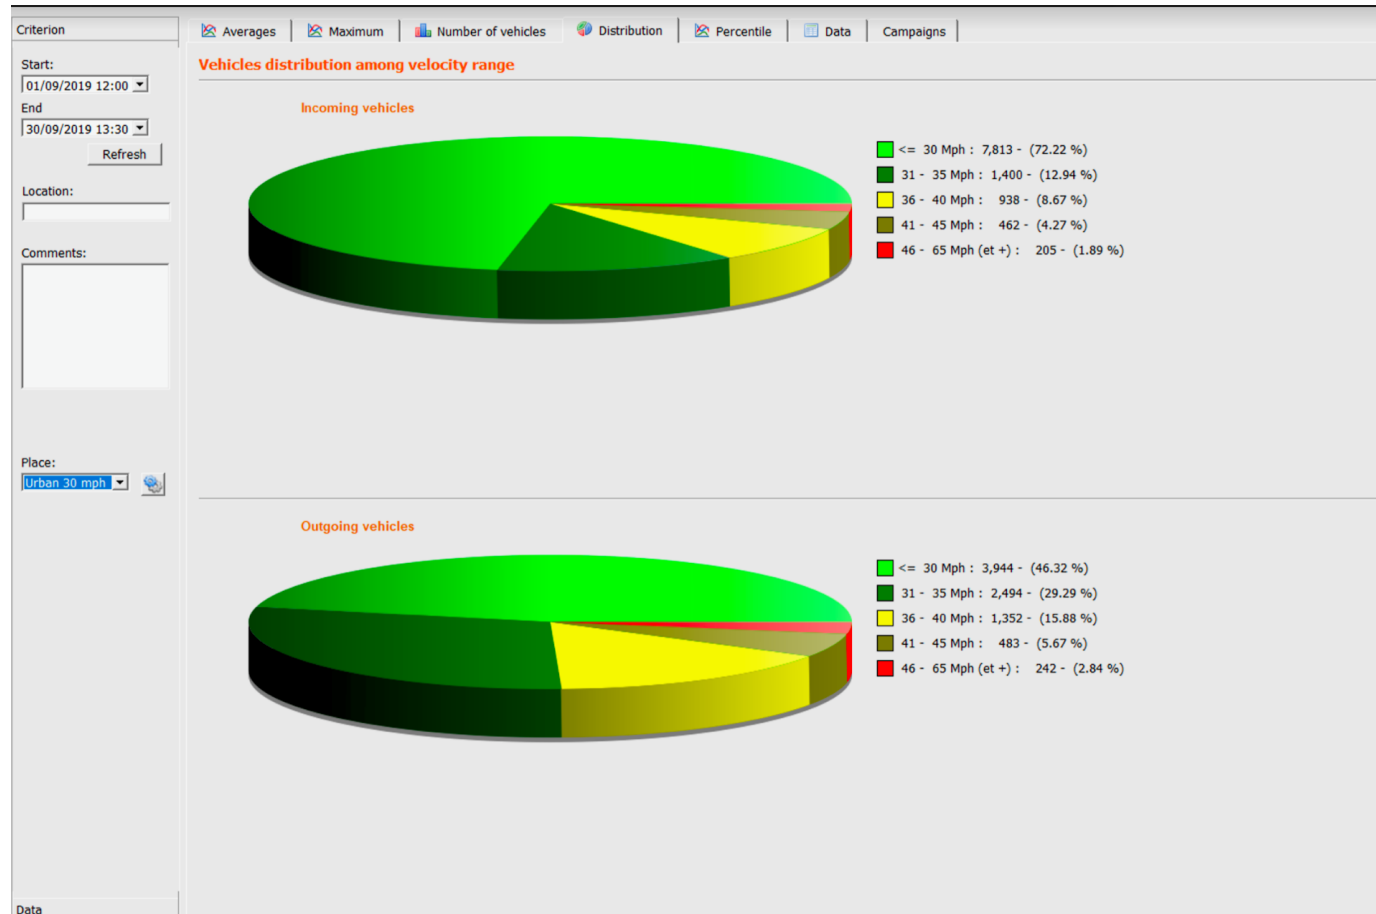 Criterion
Averages Maximum Number of vehicles Distribution Percentile Data Campaigns
Start:
01/09/2019 12:00
End
30/09/2019 13:30
Refresh
Location:
Comments:
Place:
Urban 30 mph
Data
Vehicles distribution among velocity range
Incoming vehicles
<= 30 Mph : 7,813 - (72.22 %)
31 - 35 Mph : 1,400 - (12.94 %)
36 - 40 Mph : 938 - (8.67 %)
41 - 45 Mph : 462 - (4.27 %)
46 - 65 Mph (et +) : 205 - (1.89 %)
Outgoing vehicles
<= 30 Mph : 3,944 - (46.32 %)
31 - 35 Mph : 2,494 - (29.29 %)
36 - 40 Mph : 1,352 - (15.88 %)
41 - 45 Mph : 483 - (5.67 %)
46 - 65 Mph (et +) : 242 - (2.84 %)